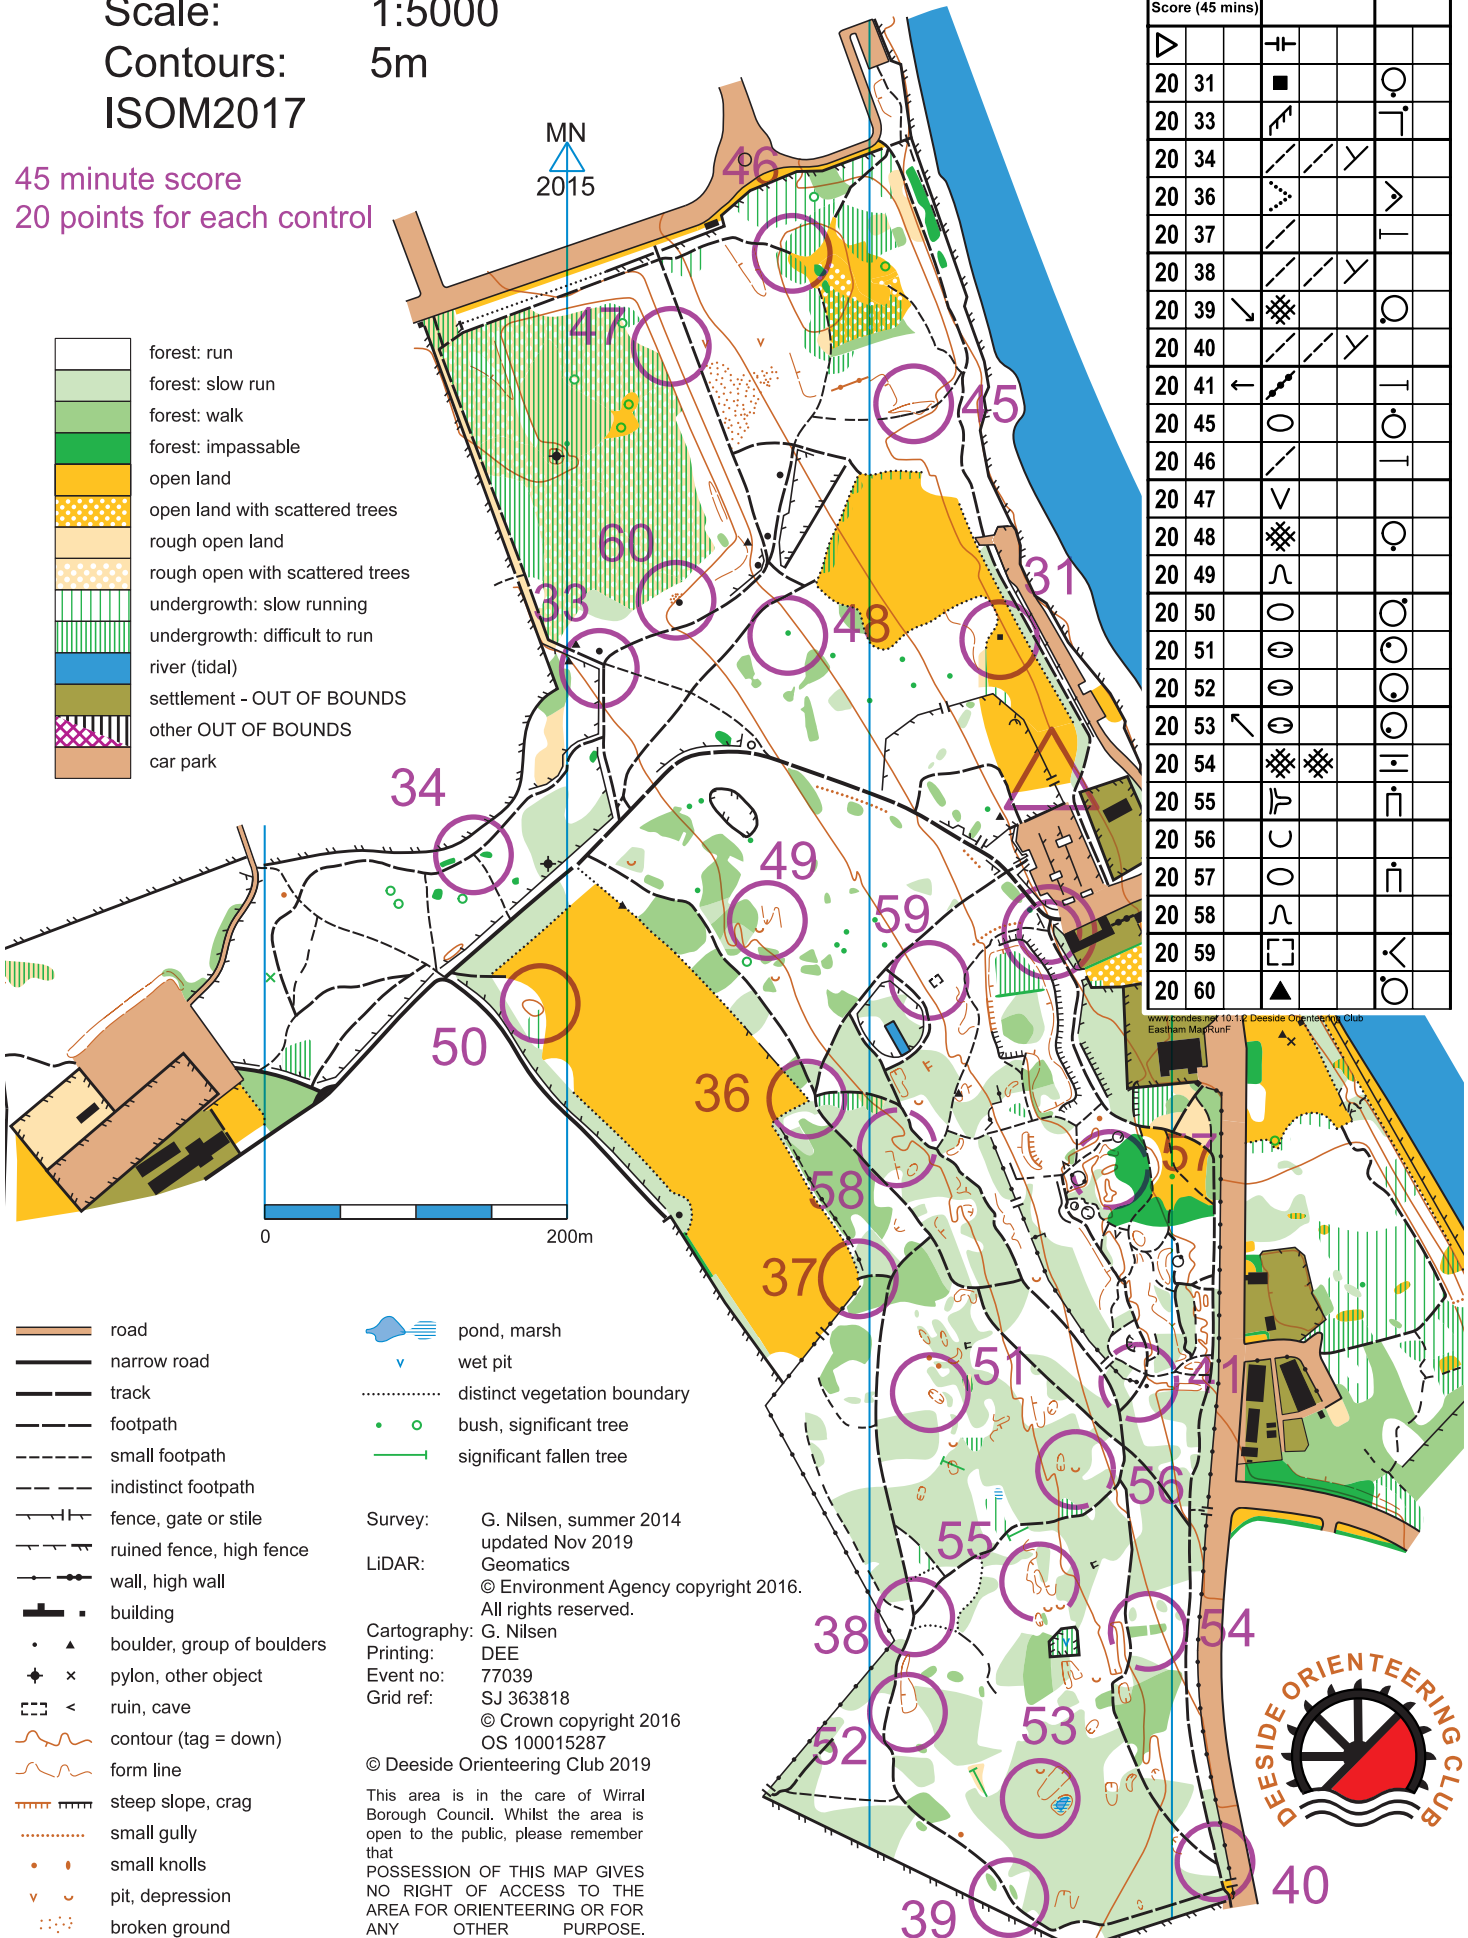 Scale: 1:5000
Contours: 5m
ISOM2017
45 minute score
20 points for each control
MN
2015
Score (45 mins)
20 31
20 33
20 34
20 36
20 37
20 38
20 39
20 40
20 41
20 45
20 46
20 47
20 48
20 49
20 50
20 51
20 52
20 53
20 54
20 55
20 56
20 57
20 58
20 59
20 60
www.condes.net 10.1.2 Deeside Orienteering Club
Eastham MapRunF
forest: run
forest: slow run
forest: walk
forest: impassable
open land
open land with scattered trees
rough open land
rough open with scattered trees
undergrowth: slow running
undergrowth: difficult to run
river (tidal)
settlement - OUT OF BOUNDS
other OUT OF BOUNDS
car park
46
47
45
60
33
48
31
34
49
59
50
36
57
58
37
51
41
56
55
38
54
52
53
40
39
0 200m
road
narrow road
track
footpath
small footpath
indistinct footpath
fence, gate or stile
ruined fence, high fence
wall, high wall
building
boulder, group of boulders
pylon, other object
ruin, cave
contour (tag = down)
form line
steep slope, crag
small gully
small knolls
pit, depression
broken ground
pond, marsh
wet pit
distinct vegetation boundary
bush, significant tree
significant fallen tree
Survey: G. Nilsen, summer 2014
updated Nov 2019
LiDAR: Geomatics
© Environment Agency copyright 2016.
All rights reserved.
Cartography: G. Nilsen
Printing: DEE
Event no: 77039
Grid ref: SJ 363818
© Crown copyright 2016
OS 100015287
© Deeside Orienteering Club 2019
This area is in the care of Wirral
Borough Council. Whilst the area is
open to the public, please remember
that
POSSESSION OF THIS MAP GIVES
NO RIGHT OF ACCESS TO THE
AREA FOR ORIENTEERING OR FOR
ANY OTHER PURPOSE.
DEESIDE ORIENTEERING CLUB